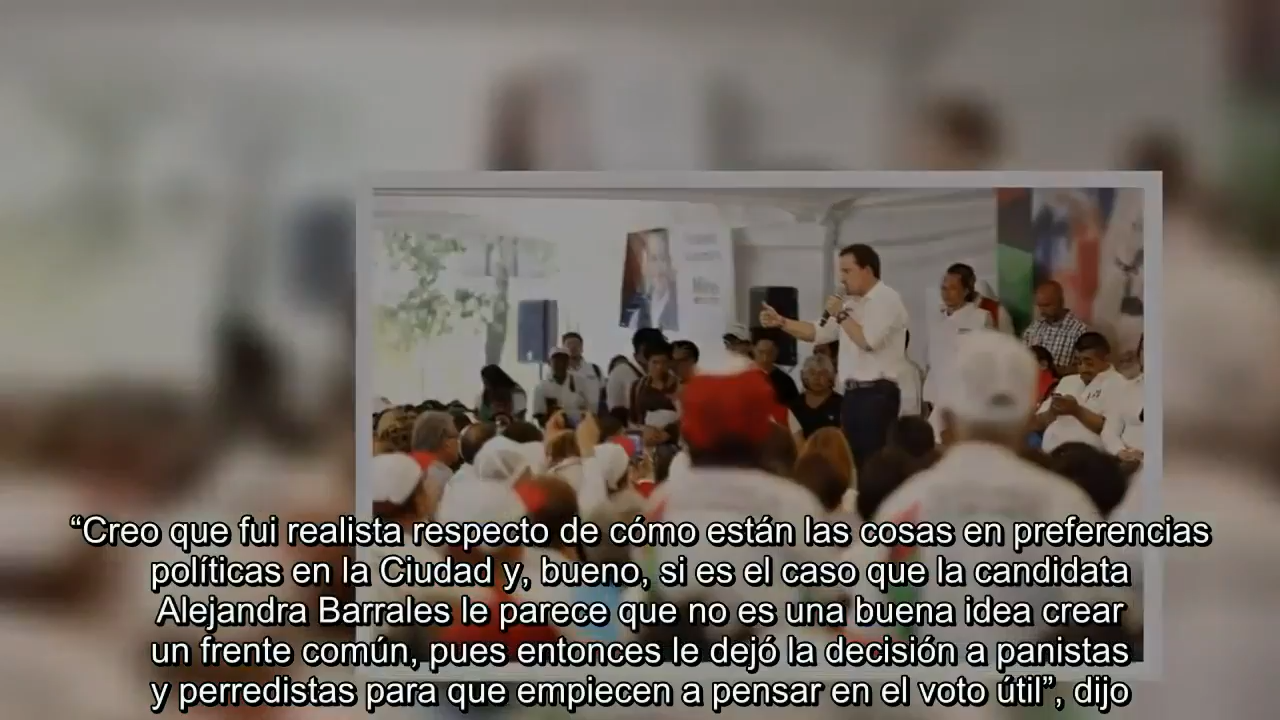 “Creo que fui realista respecto de cómo están las cosas en preferencias
políticas en la Ciudad y, bueno, si es el caso que la candidata
Alejandra Barrales le parece que no es una buena idea crear
un frente común, pues entonces le dejó la decisión a panistas
y perredistas para que empiecen a pensar en el voto útil”, dijo